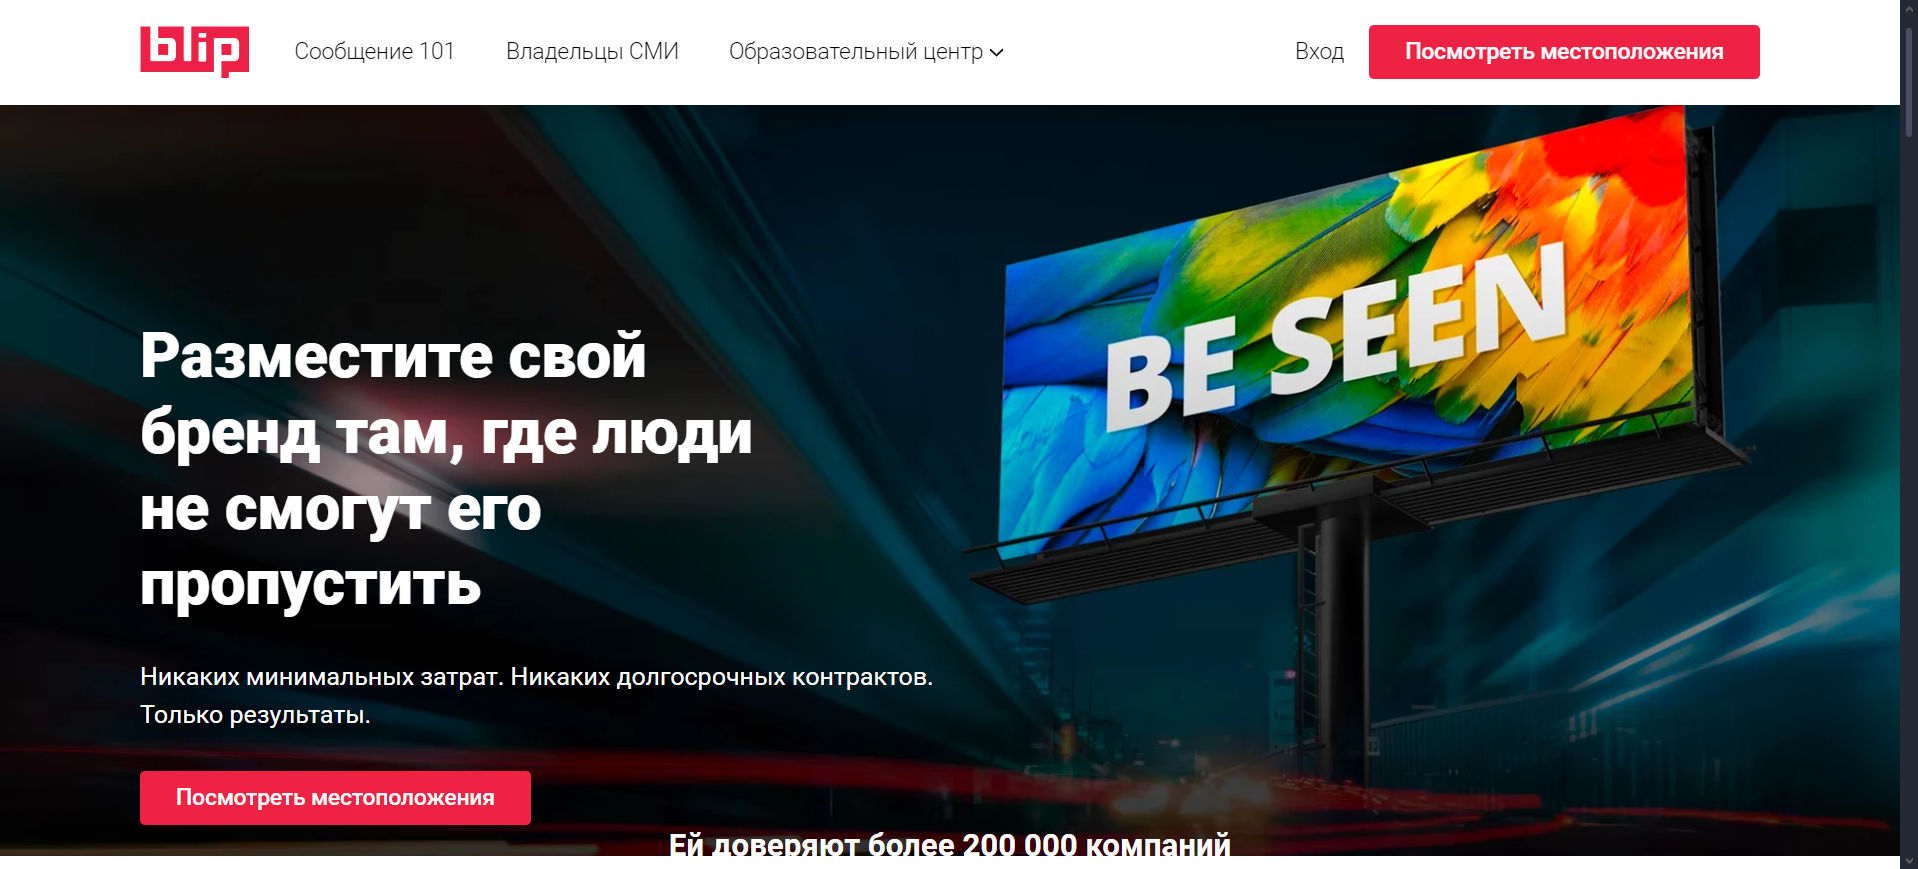 blip
Сообщение 101
Владельцы СМИ
Образовательный центр
Вход
Посмотреть местоположения
BE SEEN
Разместите свой
бренд там, где люди
не смогут его
пропустить
Никаких минимальных затрат. Никаких долгосрочных контрактов.
Только результаты.
Посмотреть местоположения
Ей доверяют более 200 000 компаний